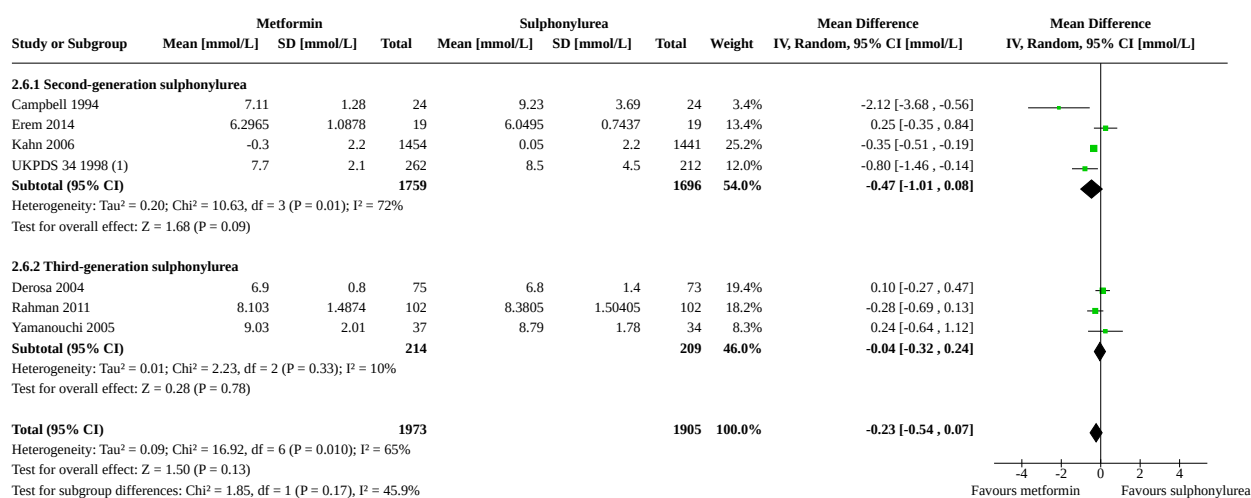 Metformin Sulphonylurea Mean Difference Mean Difference
Study or Subgroup Mean [mmol/L] SD [mmol/L] Total Mean [mmol/L] SD [mmol/L] Total Weight IV, Random, 95% CI [mmol/L] IV, Random, 95% CI [mmol/L]
2.6.1 Second-generation sulphonylurea
Campbell 1994 7.11 1.28 24 9.23 3.69 24 3.4% -2.12 [-3.68 , -0.56]
Erem 2014 6.2965 1.0878 19 6.0495 0.7437 19 13.4% 0.25 [-0.35 , 0.84]
Kahn 2006 -0.3 2.2 1454 0.05 2.2 1441 25.2% -0.35 [-0.51 , -0.19]
UKPDS 34 1998 (1) 7.7 2.1 262 8.5 4.5 212 12.0% -0.80 [-1.46 , -0.14]
Subtotal (95% CI) 1759 1696 54.0% -0.47 [-1.01 , 0.08]
Heterogeneity: Tau² = 0.20; Chi² = 10.63, df = 3 (P = 0.01); I² = 72%
Test for overall effect: Z = 1.68 (P = 0.09)
2.6.2 Third-generation sulphonylurea
Derosa 2004 6.9 0.8 75 6.8 1.4 73 19.4% 0.10 [-0.27 , 0.47]
Rahman 2011 8.103 1.4874 102 8.3805 1.50405 102 18.2% -0.28 [-0.69 , 0.13]
Yamanouchi 2005 9.03 2.01 37 8.79 1.78 34 8.3% 0.24 [-0.64 , 1.12]
Subtotal (95% CI) 214 209 46.0% -0.04 [-0.32 , 0.24]
Heterogeneity: Tau² = 0.01; Chi² = 2.23, df = 2 (P = 0.33); I² = 10%
Test for overall effect: Z = 0.28 (P = 0.78)
Total (95% CI) 1973 1905 100.0% -0.23 [-0.54 , 0.07]
Heterogeneity: Tau² = 0.09; Chi² = 16.92, df = 6 (P = 0.010); I² = 65%
Test for overall effect: Z = 1.50 (P = 0.13) -4 -2 0 2 4
Test for subgroup differences: Chi² = 1.85, df = 1 (P = 0.17), I² = 45.9% Favours metformin Favours sulphonylurea